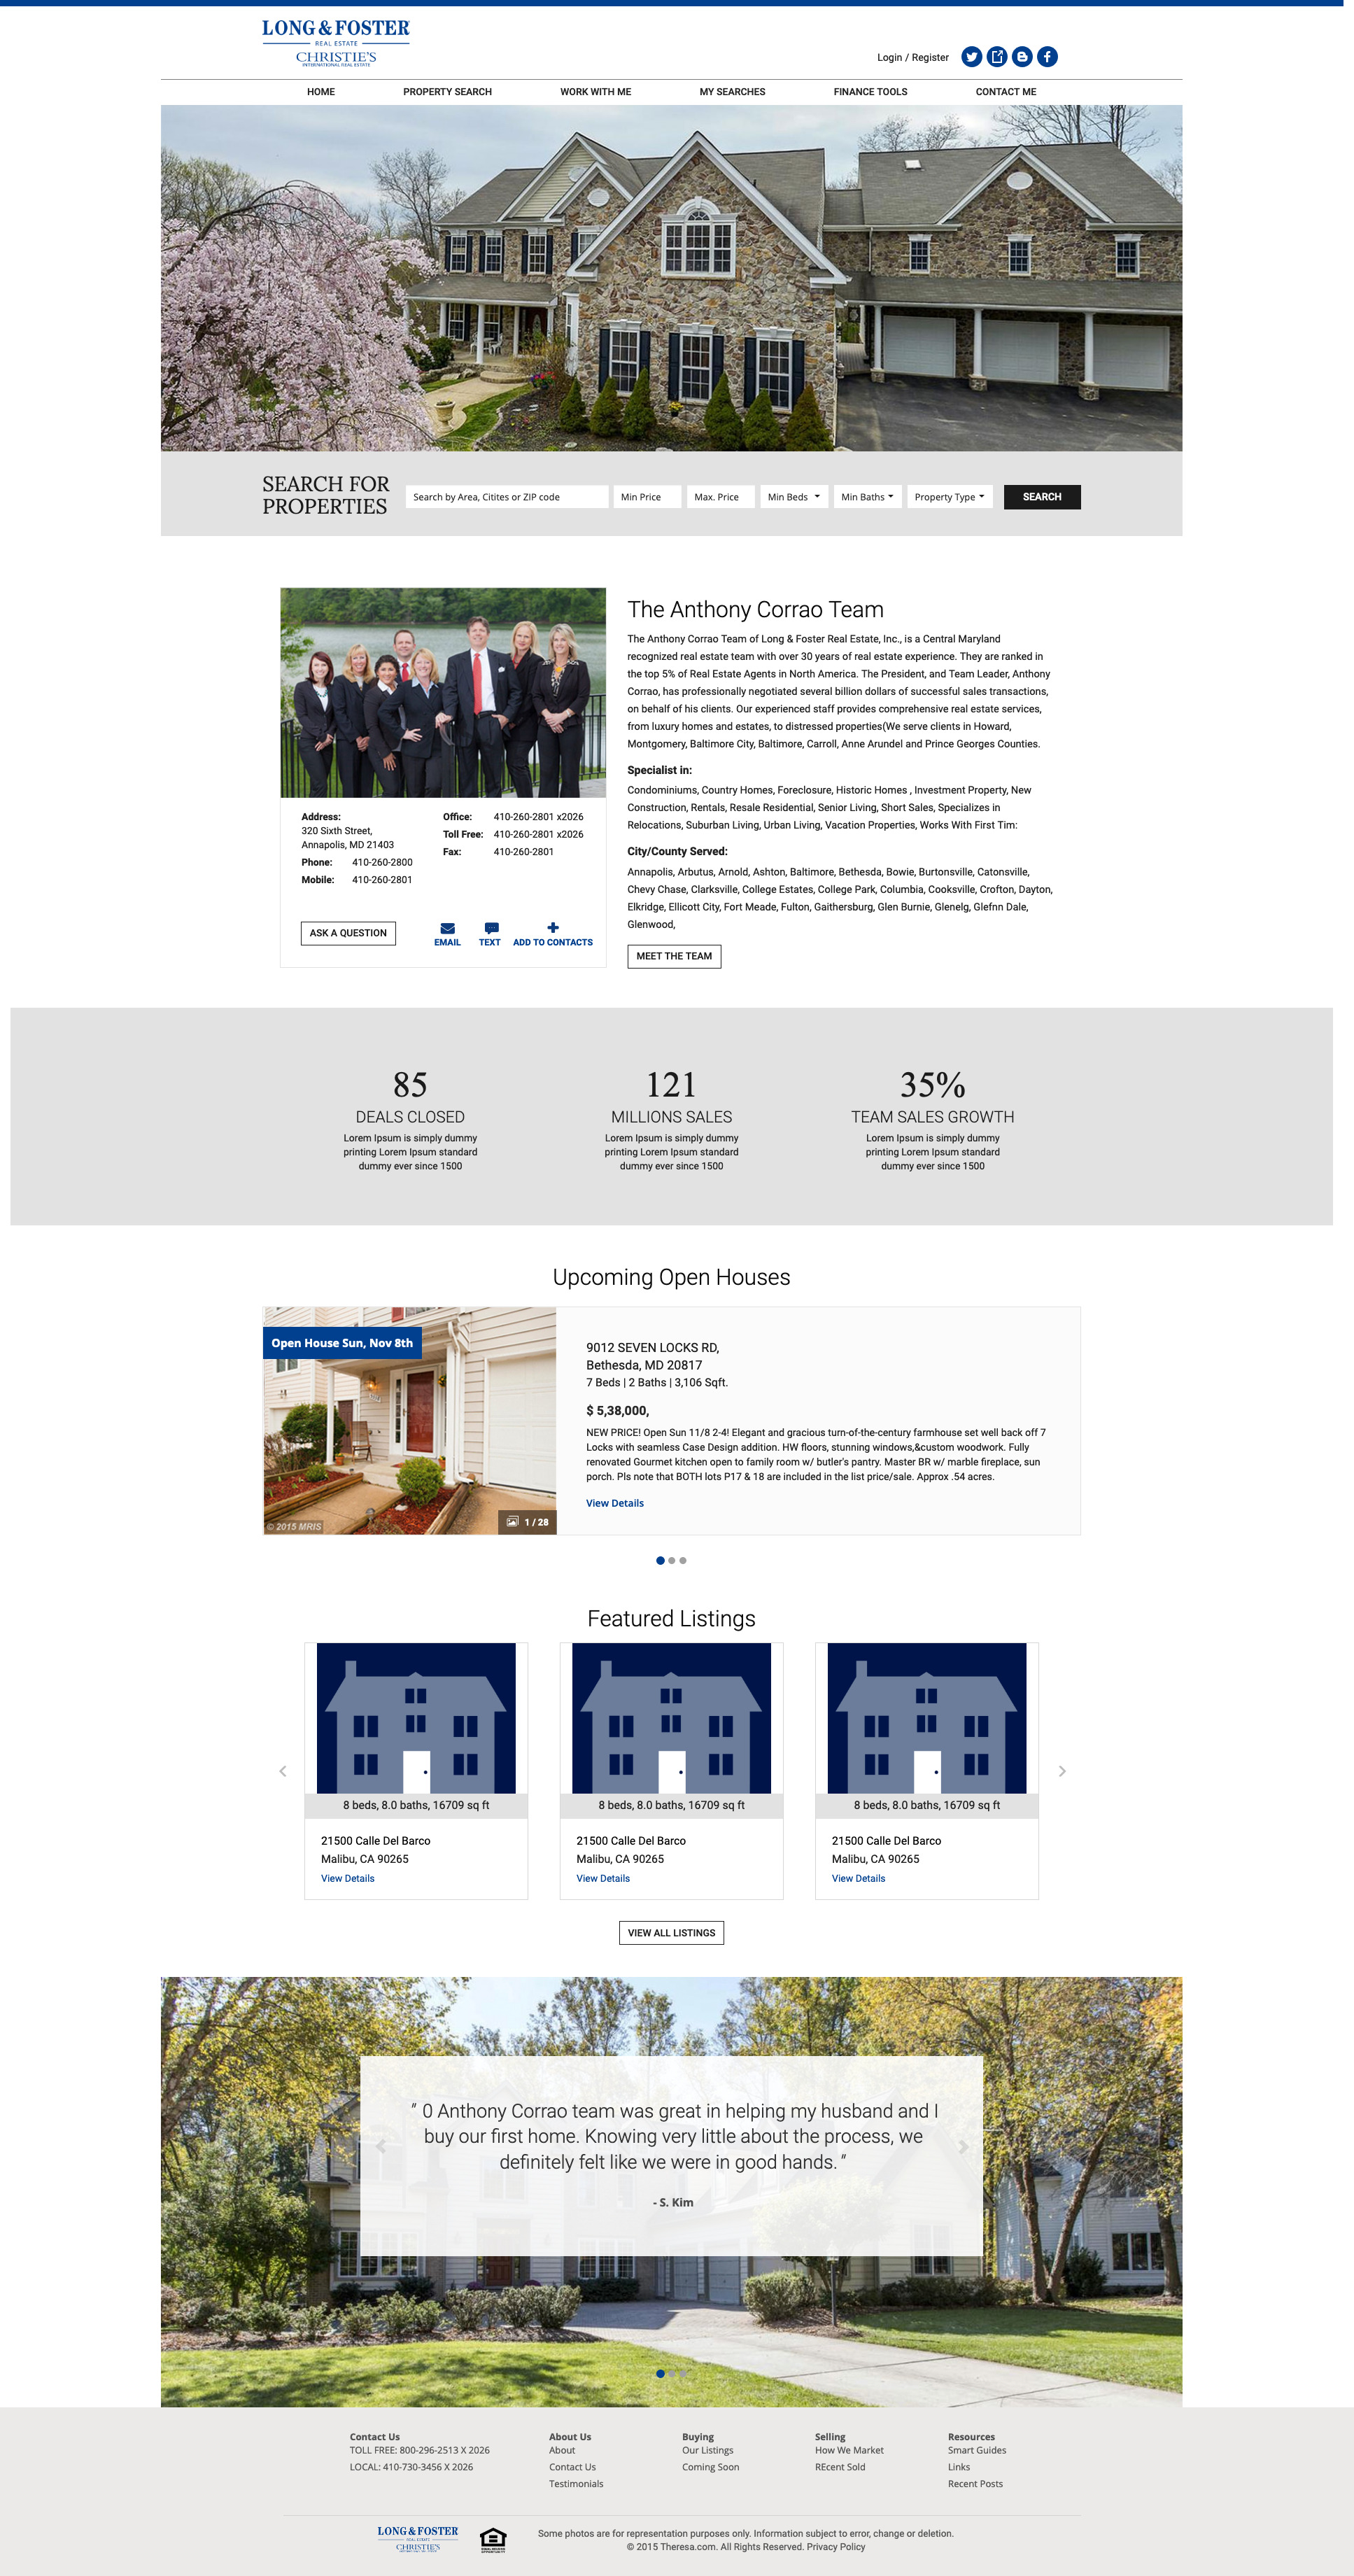 LONG & FOSTER
REAL ESTATE
CHRISTIE'S
INTERNATIONAL REAL ESTATE
Login / Register
HOME PROPERTY SEARCH WORK WITH ME MY SEARCHES FINANCE TOOLS CONTACT ME
SEARCH FOR
PROPERTIES
Search by Area, Citites or ZIP code Min Price Max. Price Min Beds Min Baths Property Type SEARCH
Address:
320 Sixth Street,
Annapolis, MD 21403
Phone: 410-260-2800
Mobile: 410-260-2801
Office: 410-260-2801 x2026
Toll Free: 410-260-2801 x2026
Fax: 410-260-2801
ASK A QUESTION
EMAIL TEXT ADD TO CONTACTS
The Anthony Corrao Team
The Anthony Corrao Team of Long & Foster Real Estate, Inc., is a Central Maryland
recognized real estate team with over 30 years of real estate experience. They are ranked in
the top 5% of Real Estate Agents in North America. The President, and Team Leader, Anthony
Corrao, has professionally negotiated several billion dollars of successful sales transactions,
on behalf of his clients. Our experienced staff provides comprehensive real estate services,
from luxury homes and estates, to distressed properties(We serve clients in Howard,
Montgomery, Baltimore City, Baltimore, Carroll, Anne Arundel and Prince Georges Counties.
Specialist in:
Condominiums, Country Homes, Foreclosure, Historic Homes , Investment Property, New
Construction, Rentals, Resale Residential, Senior Living, Short Sales, Specializes in
Relocations, Suburban Living, Urban Living, Vacation Properties, Works With First Tim:
City/County Served:
Annapolis, Arbutus, Arnold, Ashton, Baltimore, Bethesda, Bowie, Burtonsville, Catonsville,
Chevy Chase, Clarksville, College Estates, College Park, Columbia, Cooksville, Crofton, Dayton,
Elkridge, Ellicott City, Fort Meade, Fulton, Gaithersburg, Glen Burnie, Glenelg, Glefnn Dale,
Glenwood,
MEET THE TEAM
85
DEALS CLOSED
Lorem Ipsum is simply dummy
printing Lorem Ipsum standard
dummy ever since 1500
121
MILLIONS SALES
Lorem Ipsum is simply dummy
printing Lorem Ipsum standard
dummy ever since 1500
35%
TEAM SALES GROWTH
Lorem Ipsum is simply dummy
printing Lorem Ipsum standard
dummy ever since 1500
Upcoming Open Houses
Open House Sun, Nov 8th
© 2015 MRIS
1 / 28
9012 SEVEN LOCKS RD,
Bethesda, MD 20817
7 Beds | 2 Baths | 3,106 Sqft.
$ 5,38,000,
NEW PRICE! Open Sun 11/8 2-4! Elegant and gracious turn-of-the-century farmhouse set well back off 7
Locks with seamless Case Design addition. HW floors, stunning windows,&custom woodwork. Fully
renovated Gourmet kitchen open to family room w/ butler's pantry. Master BR w/ marble fireplace, sun
porch. Pls note that BOTH lots P17 & 18 are included in the list price/sale. Approx .54 acres.
View Details
Featured Listings
8 beds, 8.0 baths, 16709 sq ft
21500 Calle Del Barco
Malibu, CA 90265
View Details
8 beds, 8.0 baths, 16709 sq ft
21500 Calle Del Barco
Malibu, CA 90265
View Details
8 beds, 8.0 baths, 16709 sq ft
21500 Calle Del Barco
Malibu, CA 90265
View Details
VIEW ALL LISTINGS
" 0 Anthony Corrao team was great in helping my husband and I
buy our first home. Knowing very little about the process, we
definitely felt like we were in good hands. "
- S. Kim
Contact Us
TOLL FREE: 800-296-2513 X 2026
LOCAL: 410-730-3456 X 2026
About Us
About
Contact Us
Testimonials
Buying
Our Listings
Coming Soon
Selling
How We Market
REcent Sold
Resources
Smart Guides
Links
Recent Posts
LONG & FOSTER
REAL ESTATE
CHRISTIE'S
EQUAL HOUSING
OPPORTUNITY
Some photos are for representation purposes only. Information subject to error, change or deletion.
© 2015 Theresa.com. All Rights Reserved. Privacy Policy